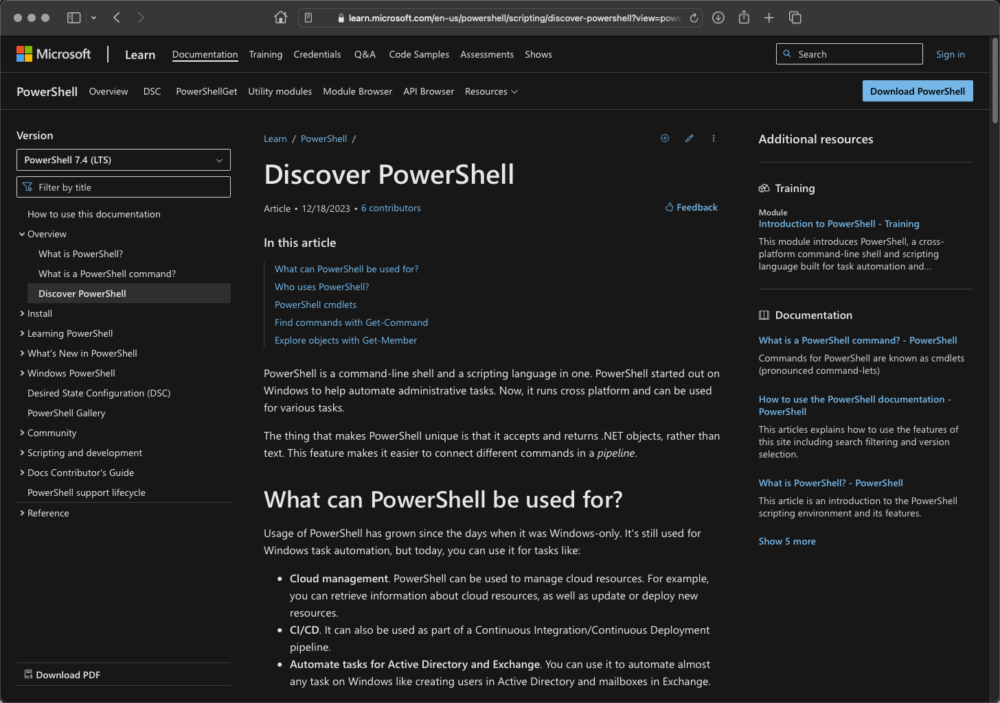 learn.microsoft.com/en-us/powershell/scripting/discover-powershell?view=powe
Microsoft
Learn
Documentation
Training
Credentials
Q&A
Code Samples
Assessments
Shows
Search
Sign in
PowerShell
Overview
DSC
PowerShellGet
Utility modules
Module Browser
API Browser
Resources
Download PowerShell
Version
PowerShell 7.4 (LTS)
Filter by title
How to use this documentation
Overview
What is PowerShell?
What is a PowerShell command?
Discover PowerShell
Install
Learning PowerShell
What's New in PowerShell
Windows PowerShell
Desired State Configuration (DSC)
PowerShell Gallery
Community
Scripting and development
Docs Contributor's Guide
PowerShell support lifecycle
Reference
Download PDF
Learn / PowerShell /
Discover PowerShell
Article • 12/18/2023 • 6 contributors
Feedback
In this article
What can PowerShell be used for?
Who uses PowerShell?
PowerShell cmdlets
Find commands with Get-Command
Explore objects with Get-Member
PowerShell is a command-line shell and a scripting language in one. PowerShell started out on
Windows to help automate administrative tasks. Now, it runs cross platform and can be used
for various tasks.
The thing that makes PowerShell unique is that it accepts and returns .NET objects, rather than
text. This feature makes it easier to connect different commands in a pipeline.
What can PowerShell be used for?
Usage of PowerShell has grown since the days when it was Windows-only. It's still used for
Windows task automation, but today, you can use it for tasks like:
• Cloud management. PowerShell can be used to manage cloud resources. For example,
you can retrieve information about cloud resources, as well as update or deploy new
resources.
• CI/CD. It can also be used as part of a Continuous Integration/Continuous Deployment
pipeline.
• Automate tasks for Active Directory and Exchange. You can use it to automate almost
any task on Windows like creating users in Active Directory and mailboxes in Exchange.
Additional resources
Training
Module
Introduction to PowerShell - Training
This module introduces PowerShell, a cross-
platform command-line shell and scripting
language built for task automation and...
Documentation
What is a PowerShell command? - PowerShell
Commands for PowerShell are known as cmdlets
(pronounced command-lets)
How to use the PowerShell documentation -
PowerShell
This articles explains how to use the features of
this site including search filtering and version
selection.
What is PowerShell? - PowerShell
This article is an introduction to the PowerShell
scripting environment and its features.
Show 5 more